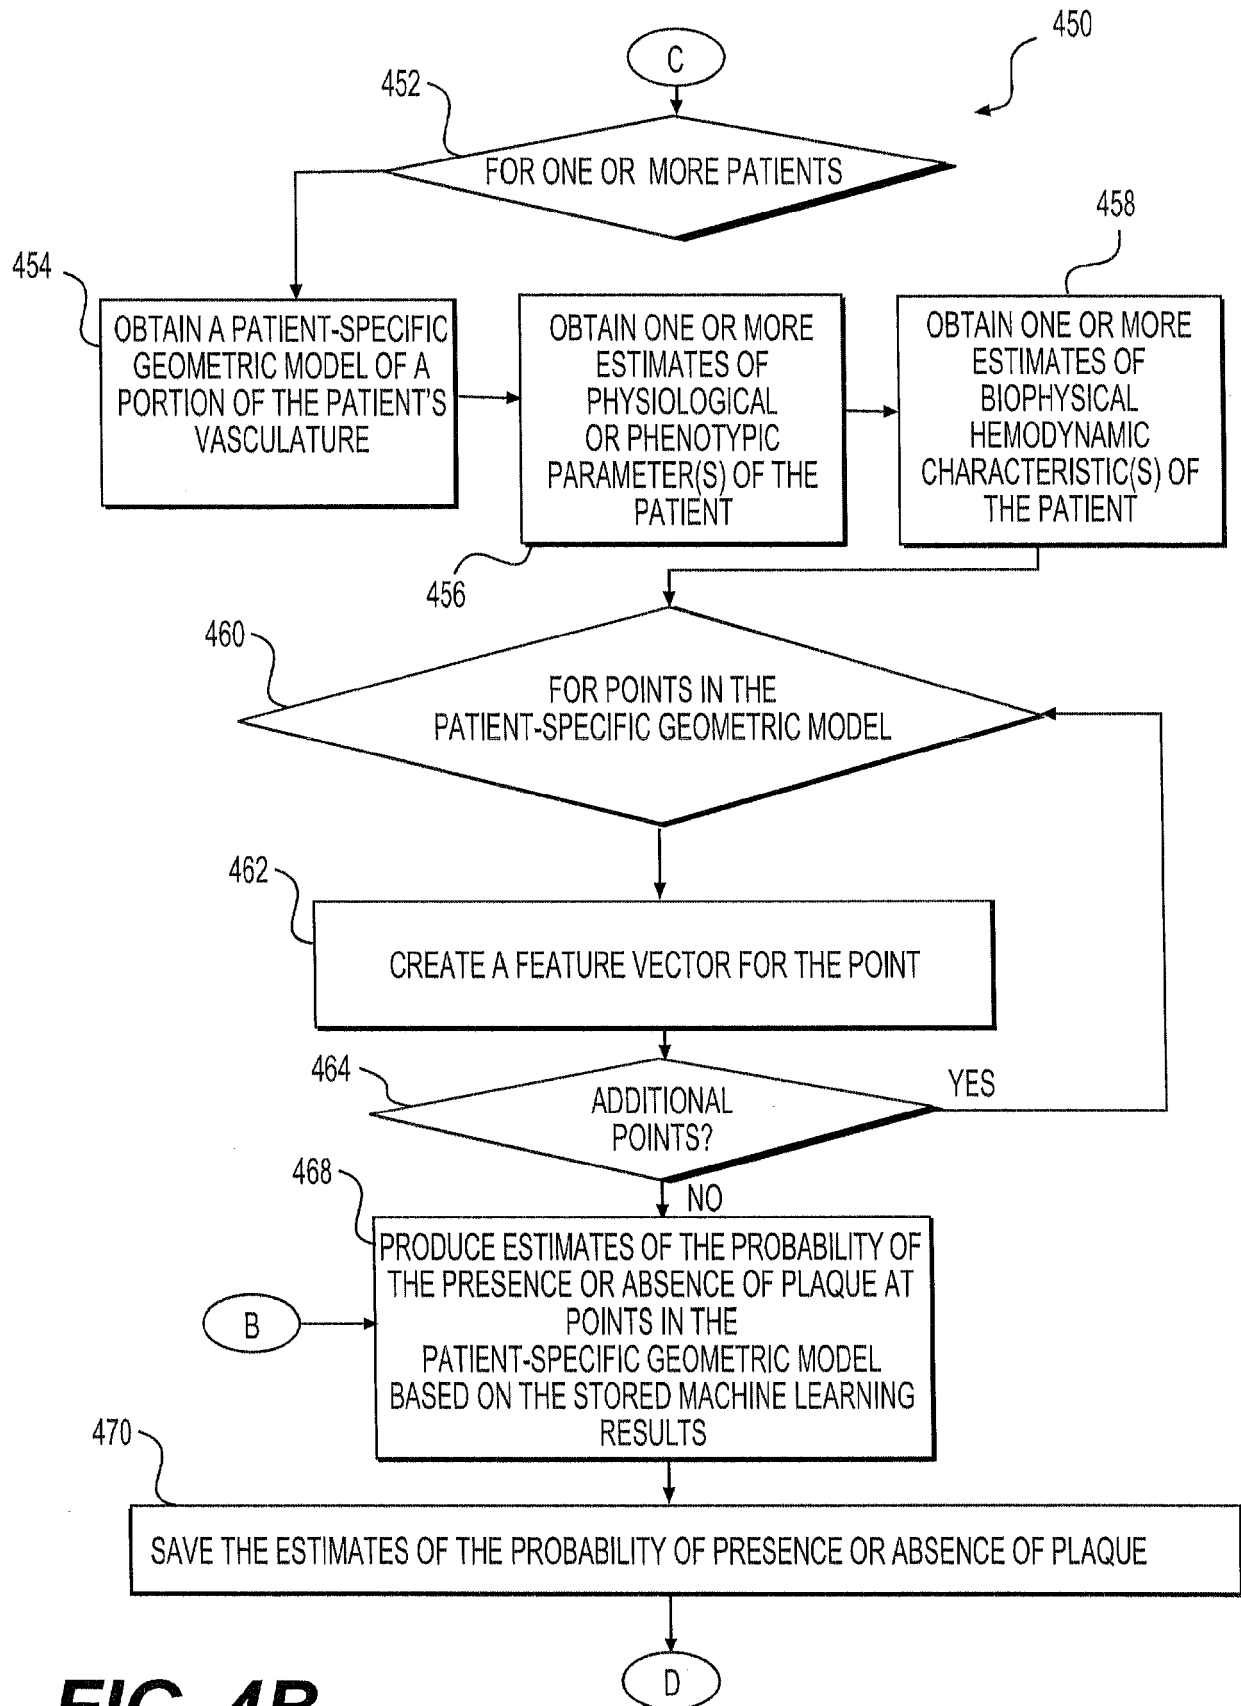 450
C
452
FOR ONE OR MORE PATIENTS
458
454
OBTAIN A PATIENT-SPECIFIC
GEOMETRIC MODEL OF A
PORTION OF THE PATIENT'S
VASCULATURE
OBTAIN ONE OR MORE
ESTIMATES OF
PHYSIOLOGICAL
OR PHENOTYPIC
PARAMETER(S) OF THE
PATIENT
OBTAIN ONE OR MORE
ESTIMATES OF
BIOPHYSICAL
HEMODYNAMIC
CHARACTERISTIC(S) OF
THE PATIENT
456
460
FOR POINTS IN THE
PATIENT-SPECIFIC GEOMETRIC MODEL
462
CREATE A FEATURE VECTOR FOR THE POINT
464
ADDITIONAL
POINTS?
YES
468
NO
PRODUCE ESTIMATES OF THE PROBABILITY OF
THE PRESENCE OR ABSENCE OF PLAQUE AT
POINTS IN THE
PATIENT-SPECIFIC GEOMETRIC MODEL
BASED ON THE STORED MACHINE LEARNING
RESULTS
B
470
SAVE THE ESTIMATES OF THE PROBABILITY OF PRESENCE OR ABSENCE OF PLAQUE
D
FIG. 4B